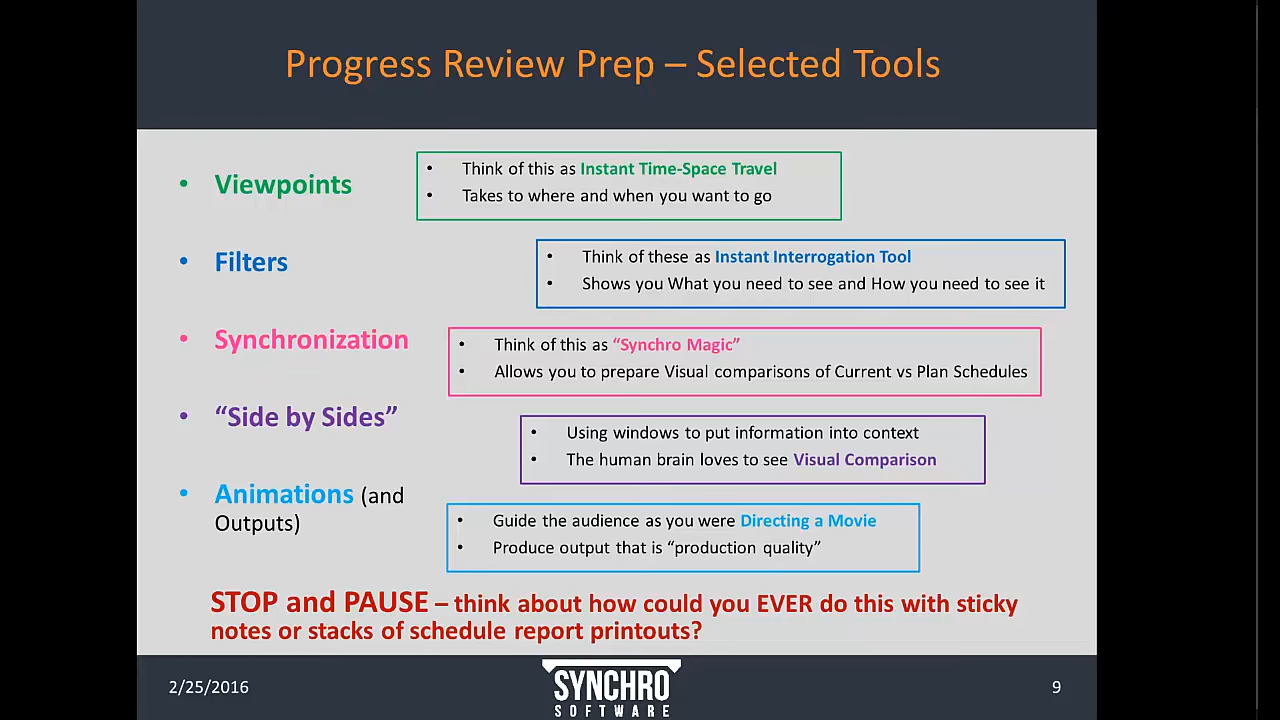 Progress Review Prep – Selected Tools
• Viewpoints
• Think of this as Instant Time-Space Travel
• Takes to where and when you want to go
• Filters
• Think of these as Instant Interrogation Tool
• Shows you What you need to see and How you need to see it
• Synchronization
• Think of this as “Synchro Magic”
• Allows you to prepare Visual comparisons of Current vs Plan Schedules
• “Side by Sides”
• Using windows to put information into context
• The human brain loves to see Visual Comparison
• Animations (and
Outputs)
• Guide the audience as you were Directing a Movie
• Produce output that is “production quality”
STOP and PAUSE – think about how could you EVER do this with sticky
notes or stacks of schedule report printouts?
2/25/2016
SYNCHRO
SOFTWARE
9